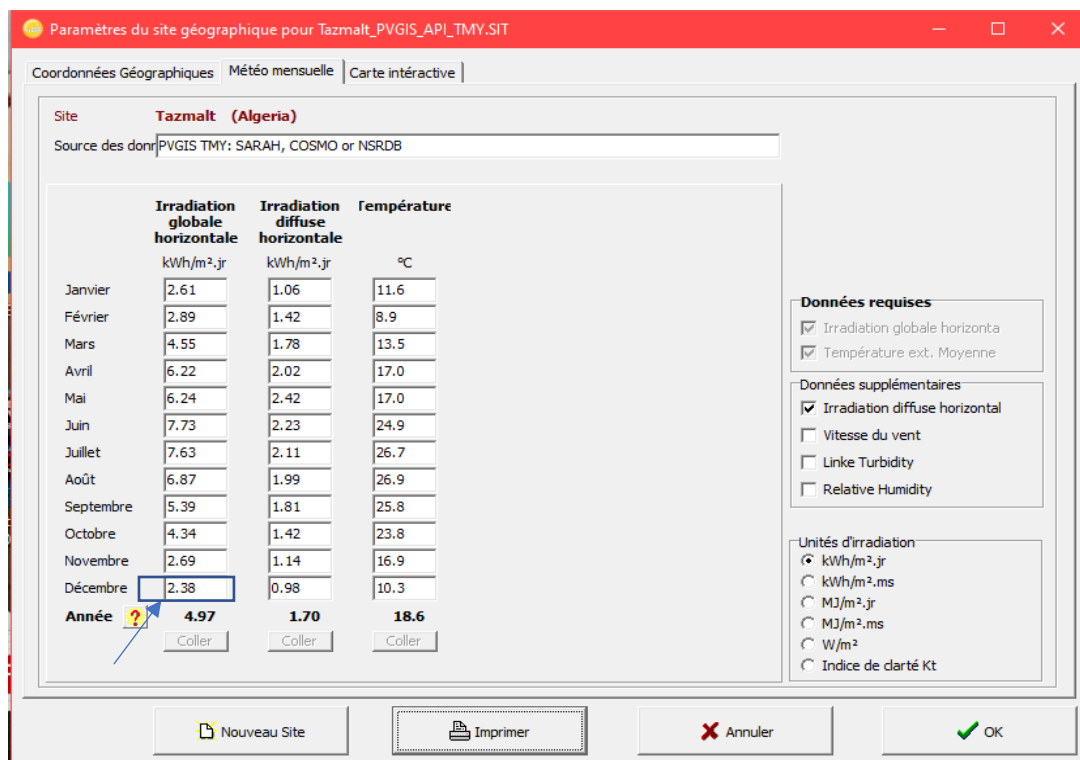 Paramètres du site géographique pour Tazmalt_PVGIS_API_TMY.SIT
Coordonnées Géographiques Météo mensuelle Carte intéractive
Site Tazmalt (Algeria)
Source des donr PVGIS TMY: SARAH, COSMO or NSRDB
Irradiation globale horizontale
Irradiation diffuse horizontale
Température
kWh/m².jr kWh/m².jr °C
Janvier 2.61 1.06 11.6
Février 2.89 1.42 8.9
Mars 4.55 1.78 13.5
Avril 6.22 2.02 17.0
Mai 6.24 2.42 17.0
Juin 7.73 2.23 24.9
Juillet 7.63 2.11 26.7
Août 6.87 1.99 26.9
Septembre 5.39 1.81 25.8
Octobre 4.34 1.42 23.8
Novembre 2.69 1.14 16.9
Décembre 2.38 0.98 10.3
Année ? 4.97 1.70 18.6
Coller Coller Coller
Données requises
Irradiation globale horizonta
Température ext. Moyenne
Données supplémentaires
Irradiation diffuse horizontal
Vitesse du vent
Linke Turbidity
Relative Humidity
Unités d'irradiation
kWh/m².jr
kWh/m².ms
MJ/m².jr
MJ/m².ms
W/m²
Indice de clarté Kt
Nouveau Site Imprimer Annuler OK